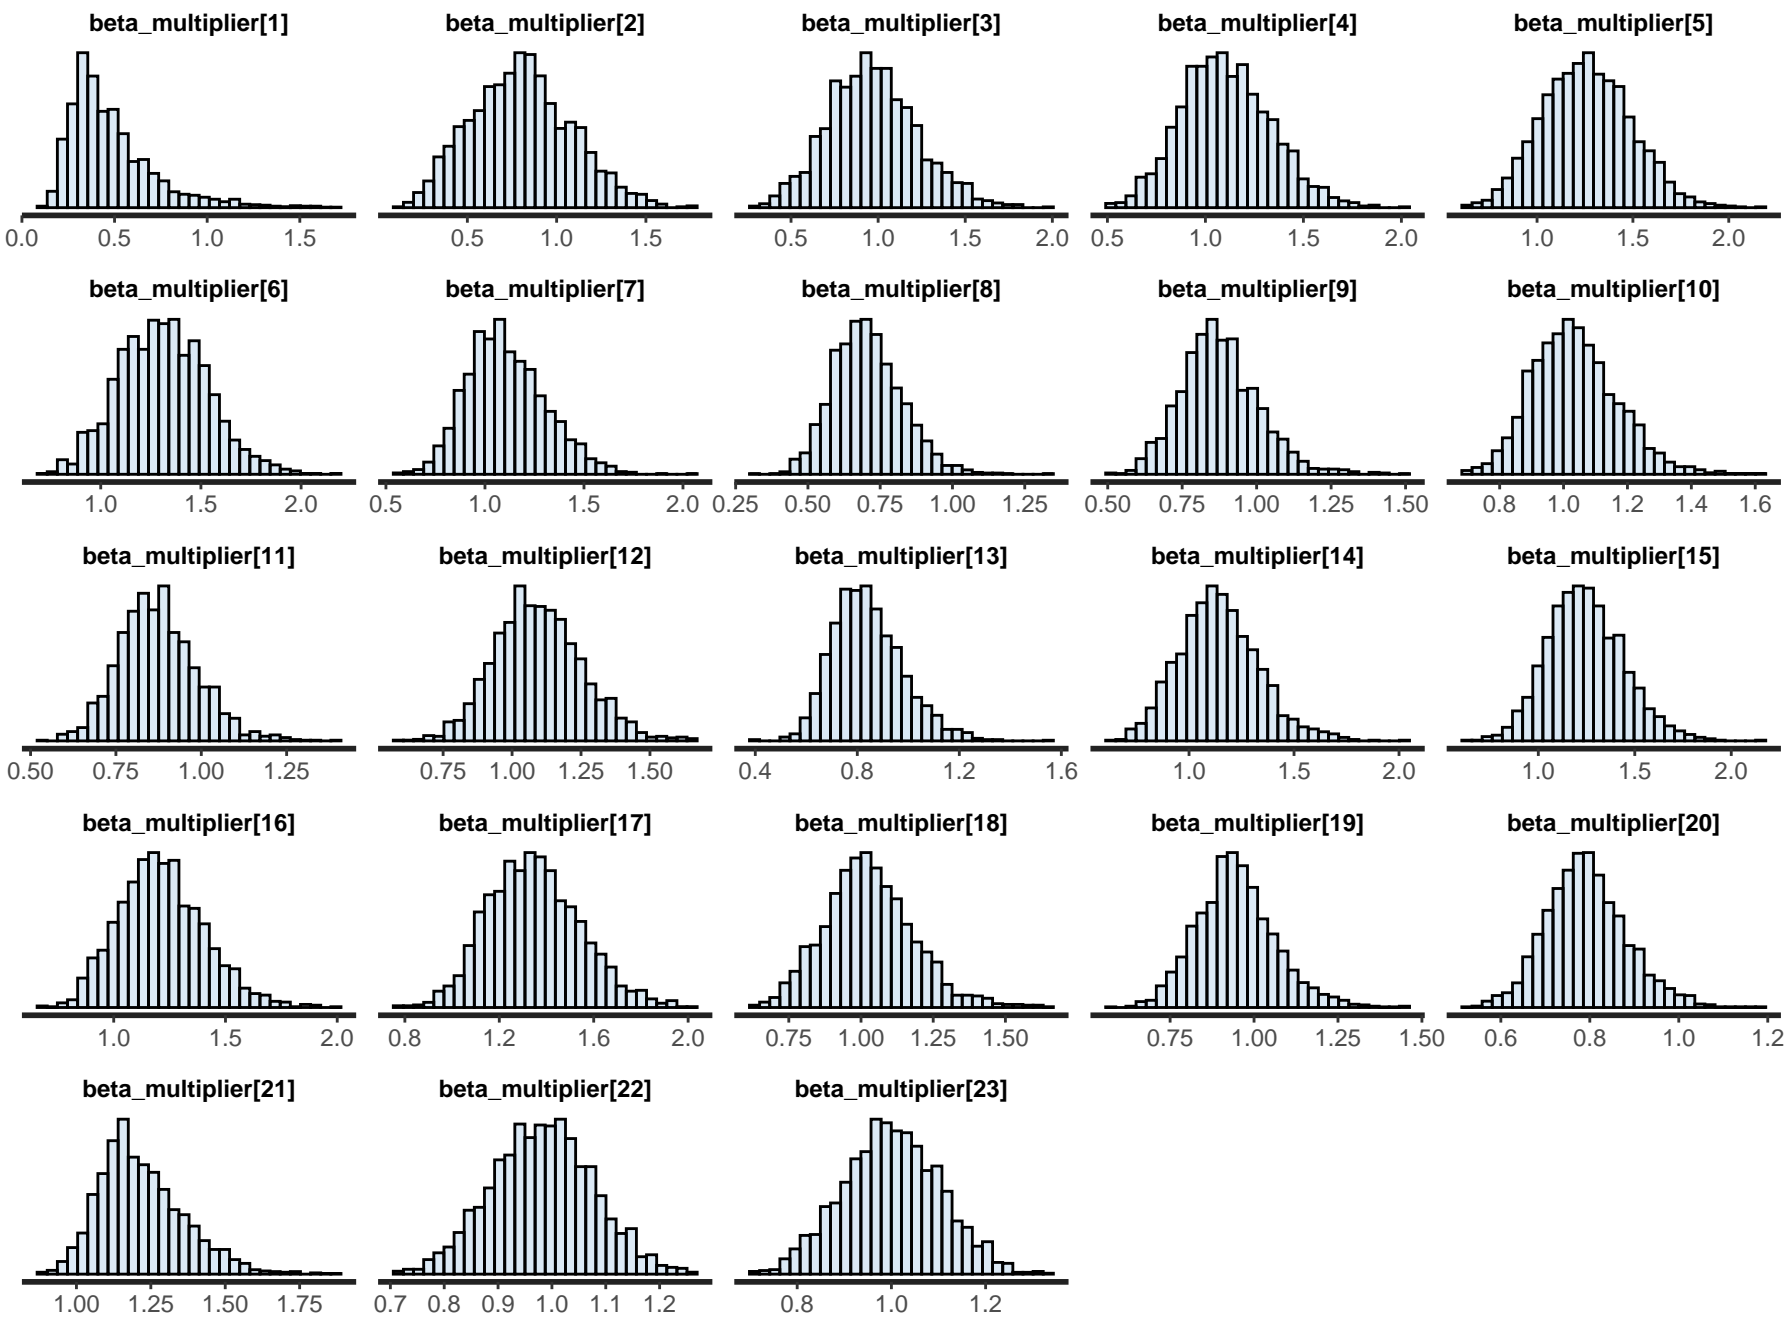 beta_multiplier[1] beta_multiplier[2] beta_multiplier[3] beta_multiplier[4] beta_multiplier[5]
0.0 0.5 1.0 1.5 0.5 1.0 1.5 0.5 1.0 1.5 2.0 0.5 1.0 1.5 2.0 1.0 1.5 2.0
beta_multiplier[6] beta_multiplier[7] beta_multiplier[8] beta_multiplier[9] beta_multiplier[10]
1.0 1.5 2.0 0.5 1.0 1.5 2.0 0.25 0.50 0.75 1.00 1.25 0.50 0.75 1.00 1.25 1.50 0.8 1.0 1.2 1.4 1.6
beta_multiplier[11] beta_multiplier[12] beta_multiplier[13] beta_multiplier[14] beta_multiplier[15]
0.50 0.75 1.00 1.25 0.75 1.00 1.25 1.50 0.4 0.8 1.2 1.6 1.0 1.5 2.0 1.0 1.5 2.0
beta_multiplier[16] beta_multiplier[17] beta_multiplier[18] beta_multiplier[19] beta_multiplier[20]
1.0 1.5 2.0 0.8 1.2 1.6 2.0 0.75 1.00 1.25 1.50 0.75 1.00 1.25 1.50 0.6 0.8 1.0 1.2
beta_multiplier[21] beta_multiplier[22] beta_multiplier[23]
1.00 1.25 1.50 1.75 0.7 0.8 0.9 1.0 1.1 1.2 0.8 1.0 1.2